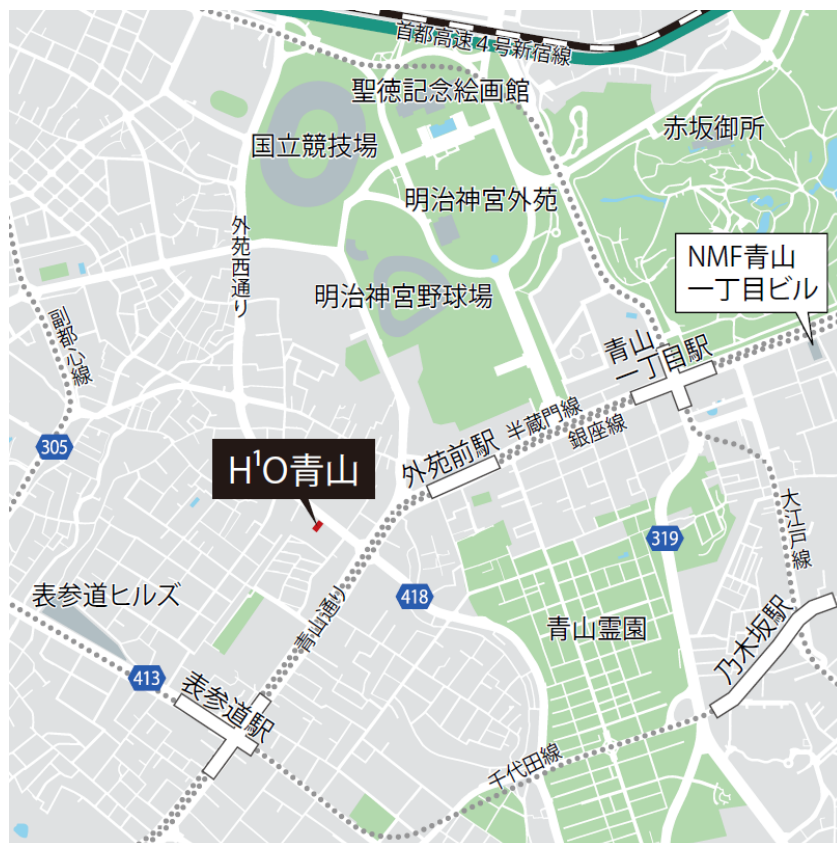 首都高速4号新宿線
聖徳記念絵画館
赤坂御所
国立競技場
明治神宮外苑
外苑西通り
NMF青山
一丁目ビル
明治神宮野球場
副都心線
青山
一丁目駅
半蔵門線
銀座線
305
外苑前駅
H¹O青山
大江戸線
319
表参道ヒルズ
418
青山通り
青山霊園
乃木坂駅
413
表参道駅
千代田線